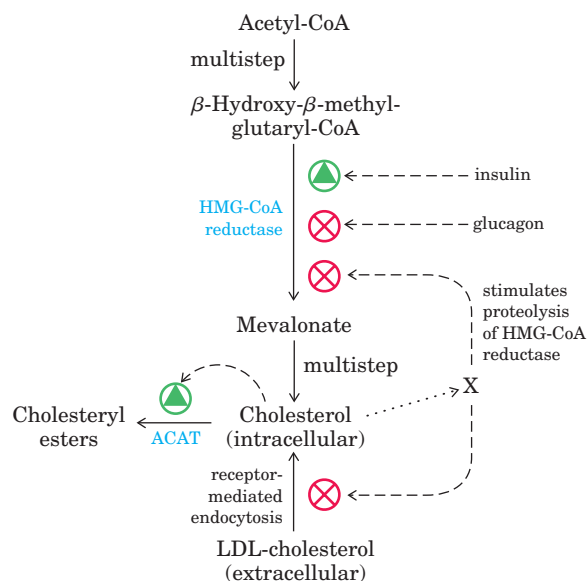 Acetyl-CoA
multistep
β-Hydroxy-β-methyl-
glutaryl-CoA
insulin
HMG-CoA
reductase
glucagon
stimulates
proteolysis
of HMG-CoA
reductase
Mevalonate
multistep
X
Cholesteryl
esters
ACAT
Cholesterol
(intracellular)
receptor-
mediated
endocytosis
LDL-cholesterol
(extracellular)